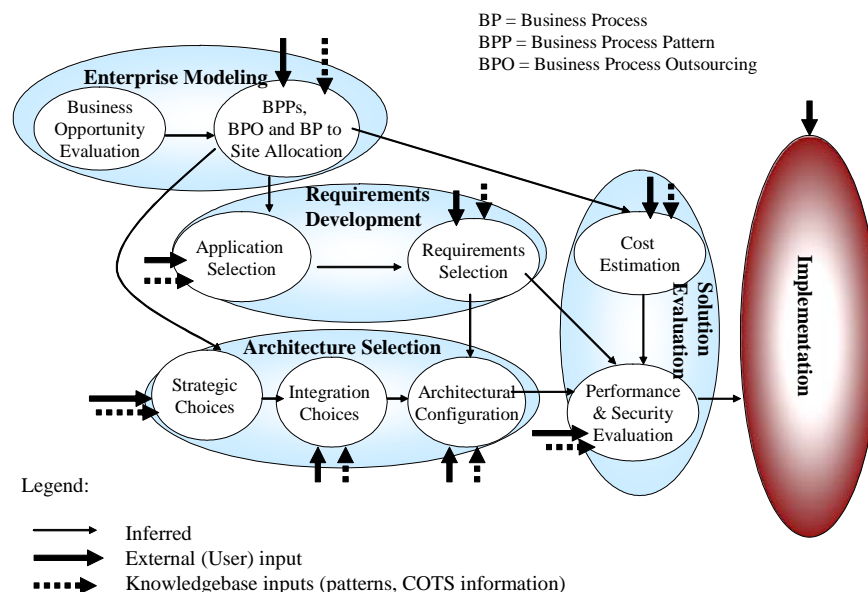 BP = Business Process
BPP = Business Process Pattern
BPO = Business Process Outsourcing
Enterprise Modeling
Business
Opportunity
Evaluation
BPPs,
BPO and BP to
Site Allocation
Requirements
Development
Application
Selection
Requirements
Selection
Cost
Estimation
Solution
Evaluation
Implementation
Architecture Selection
Strategic
Choices
Integration
Choices
Architectural
Configuration
Performance
& Security
Evaluation
Legend:
Inferred
External (User) input
Knowledgebase inputs (patterns, COTS information)